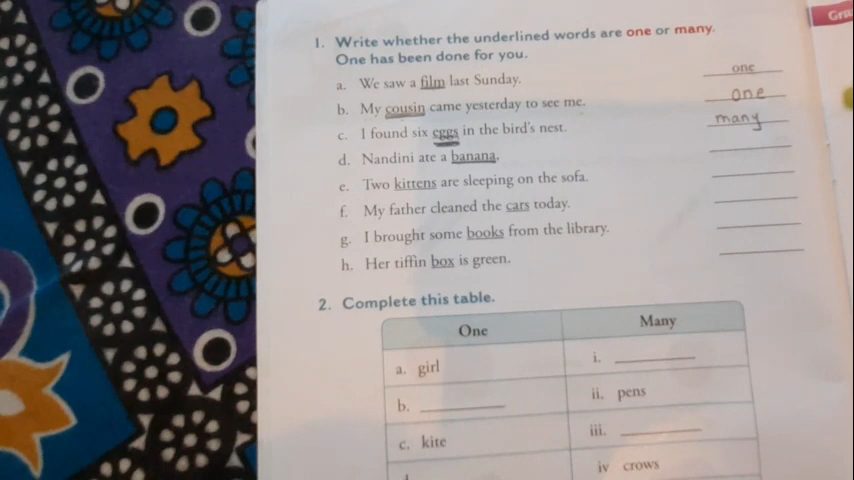 Gra
1. Write whether the underlined words are one or many.
One has been done for you.
a. We saw a film last Sunday. one
b. My cousin came yesterday to see me. one
c. I found six eggs in the bird's nest. many
d. Nandini ate a banana.
e. Two kittens are sleeping on the sofa.
f. My father cleaned the cars today.
g. I brought some books from the library.
h. Her tiffin box is green.
2. Complete this table.
One Many
a. girl i.
b. ii. pens
c. kite iii.
iv crows